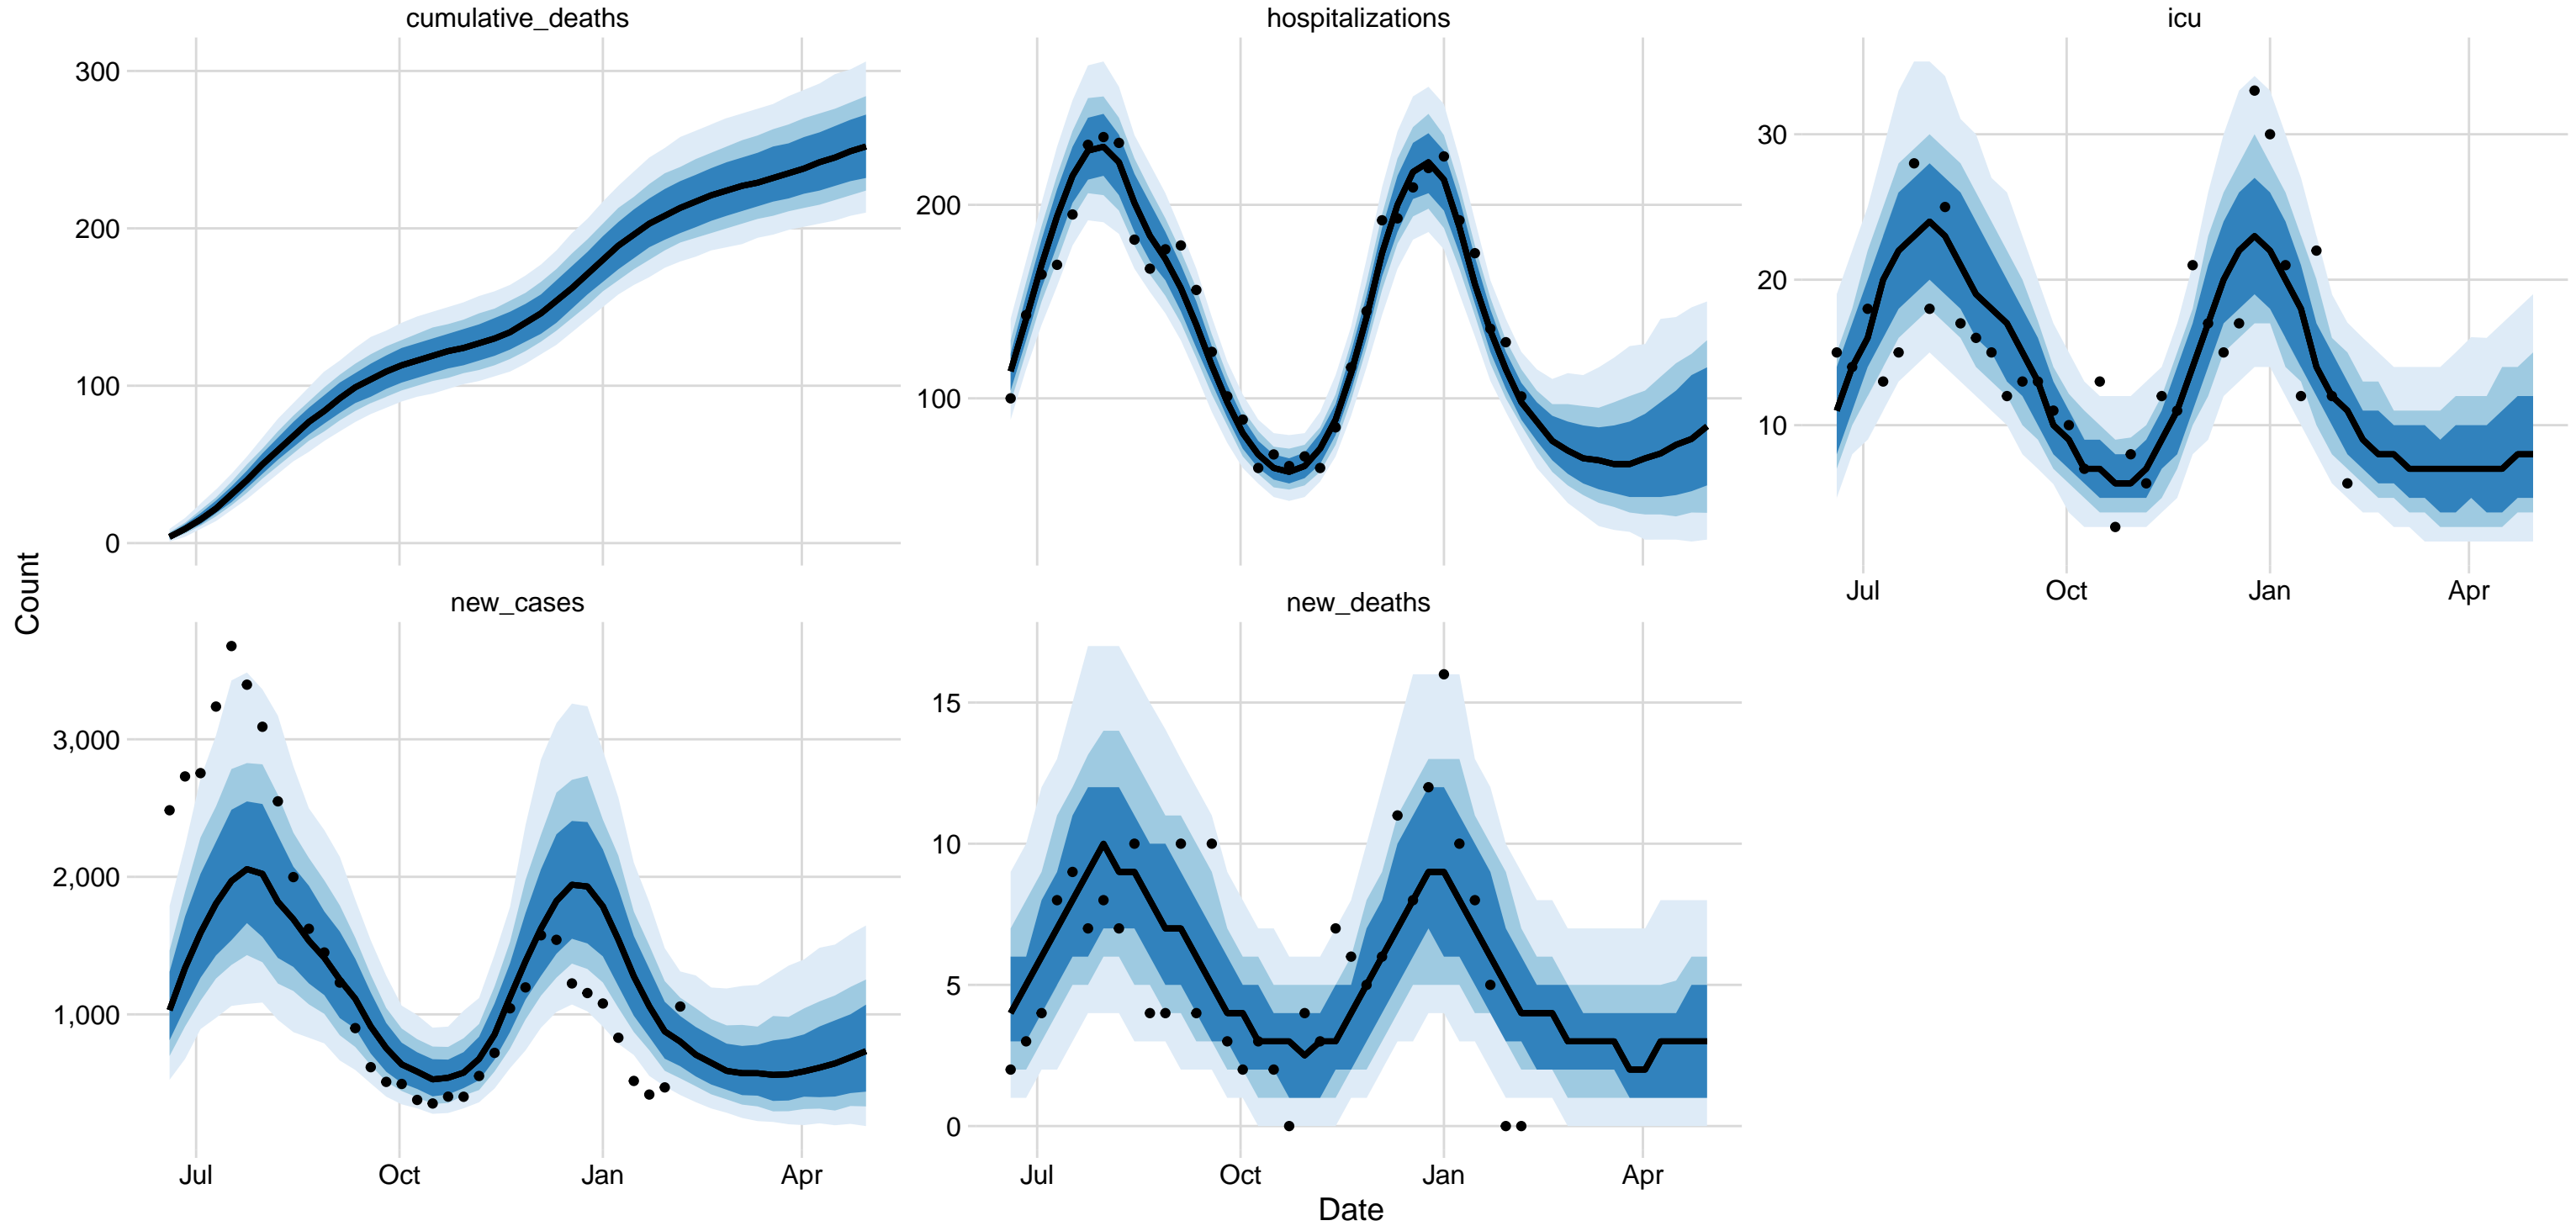 cumulative_deaths
300
200
100
0
hospitalizations
200
100
icu
30
20
10
Jul Oct Jan Apr
Count
new_cases
3,000
2,000
1,000
Jul Oct Jan Apr
new_deaths
15
10
5
0
Jul Oct Jan Apr
Date